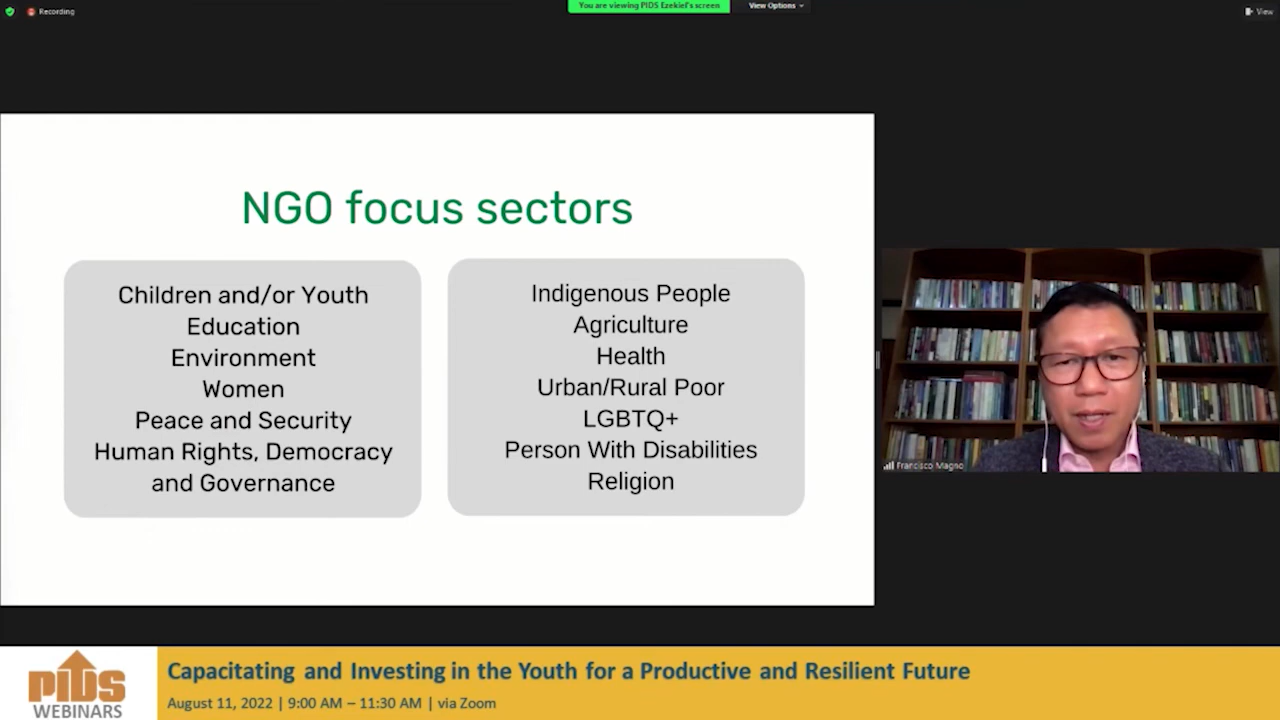 Recording
You are viewing PIDS Ezekiel's screen
View Options
View
NGO focus sectors
Children and/or Youth
Education
Environment
Women
Peace and Security
Human Rights, Democracy
and Governance
Indigenous People
Agriculture
Health
Urban/Rural Poor
LGBTQ+
Person With Disabilities
Religion
Francisco Magno
PIDS
WEBINARS
Capacitating and Investing in the Youth for a Productive and Resilient Future
August 11, 2022 | 9:00 AM – 11:30 AM | via Zoom